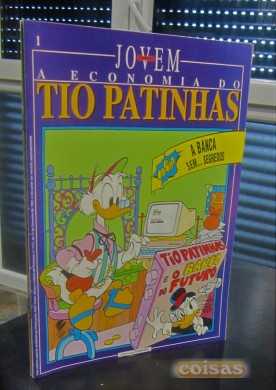 1
JOVEM
A ECONOMIA DO
TIO PATINHAS
A BANCA
SEM... SEGREDOS
TIO PATINHAS
E O BANCO
DO FUTURO
coisas